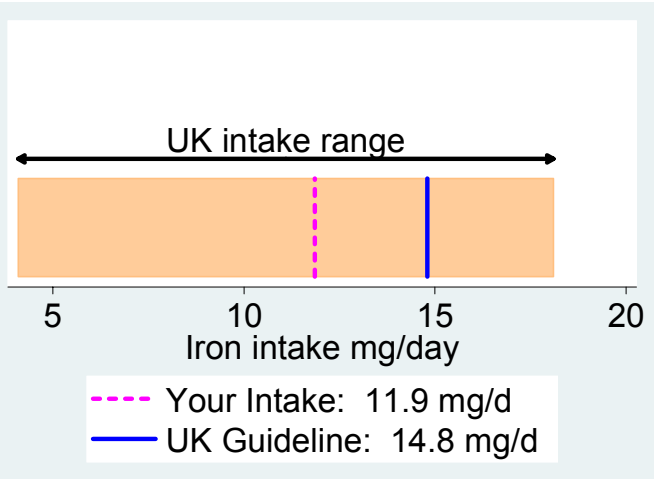 UK intake range
5 10 15 20
Iron intake mg/day
Your Intake: 11.9 mg/d
UK Guideline: 14.8 mg/d